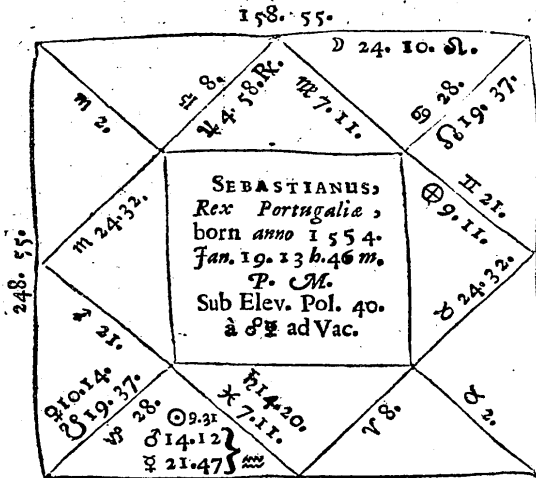 158. 55.
☽ 24. 10. ♌.
♎ 8.
♃ 4. 58. ℞.
♍ 7. 11.
♋ 28.
☊ 19. 37.
♏ 2.
♊ 21.
⊕ 9. 11.
♏ 24. 32.
SEBASTIANUS,
Rex Portugaliæ,
born anno 1554.
Jan. 19. 13 h. 46 m.
P. M.
Sub Elev. Pol. 40.
à ☍ ☿ ad Vac.
248. 55.
♉ 24. 32.
♐ 21.
♀ 10. 14.
☋ 19. 37.
♑ 28.
☉ 9. 31
♂ 14. 12
☿ 21. 47 } ♒
♄ 14. 20.
♓ 7. 11.
♈ 8.
♉ 2.